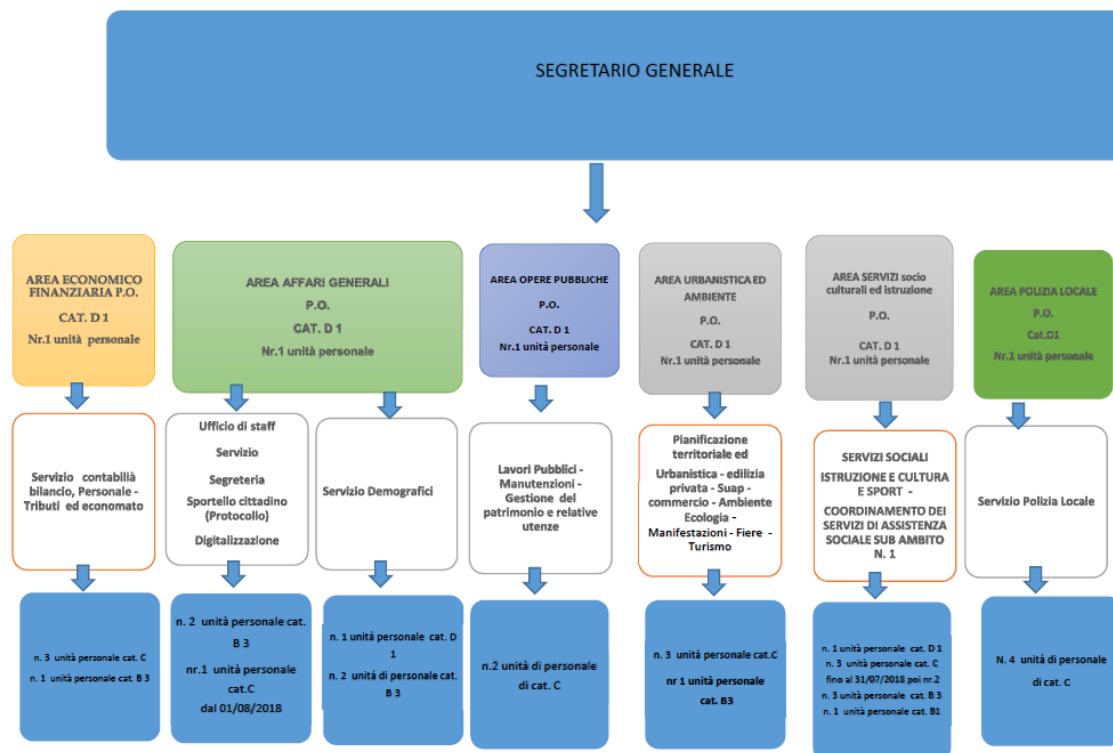 SEGRETARIO GENERALE
AREA ECONOMICO
FINANZIARIA P.O.
CAT. D 1
Nr.1 unità personale
AREA AFFARI GENERALI
P.O.
CAT. D 1
Nr.1 unità personale
AREA OPERE PUBBLICHE
P.O.
CAT. D 1
Nr.1 unità personale
AREA URBANISTICA ED
AMBIENTE
P.O.
CAT. D 1
Nr.1 unità personale
AREA SERVIZI socio
culturali ed istruzione
P.O.
CAT. D 1
Nr.1 unità personale
AREA POLIZIA LOCALE
P.O.
Cat.D1
Nr.1 unità personale
Servizio contabilià
bilancio, Personale -
Tributi ed economato
Ufficio di staff
Servizio
Segreteria
Sportello cittadino
(Protocollo)
Digitalizzazione
Servizio Demografici
Lavori Pubblici -
Manutenzioni -
Gestione del
patrimonio e relative
utenze
Pianificazione
territoriale ed
Urbanistica - edilizia
privata - Suap -
commercio - Ambiente
Ecologia -
Manifestazioni - Fiere -
Turismo
SERVIZI SOCIALI
ISTRUZIONE E CULTURA
E SPORT -
COORDINAMENTO DEI
SERVIZI DI ASSISTENZA
SOCIALE SUB AMBITO
N. 1
Servizio Polizia Locale
n. 3 unità personale cat. C
n. 1 unità personale cat. B 3
n. 2 unità personale cat.
B 3
nr.1 unità personale
cat.C
dal 01/08/2018
n. 1 unità personale cat. D
1
n. 2 unità di personale cat.
B 3
n.2 unità di personale
di cat. C
n. 3 unità personale cat.C
nr 1 unità personale
cat. B3
n. 1 unità personale cat. D 1
n. 3 unità personale cat. C
fino al 31/07/2018 poi nr.2
n. 3 unità personale cat. B 3
n. 1 unità personale cat. B1
N. 4 unità di personale
di cat. C